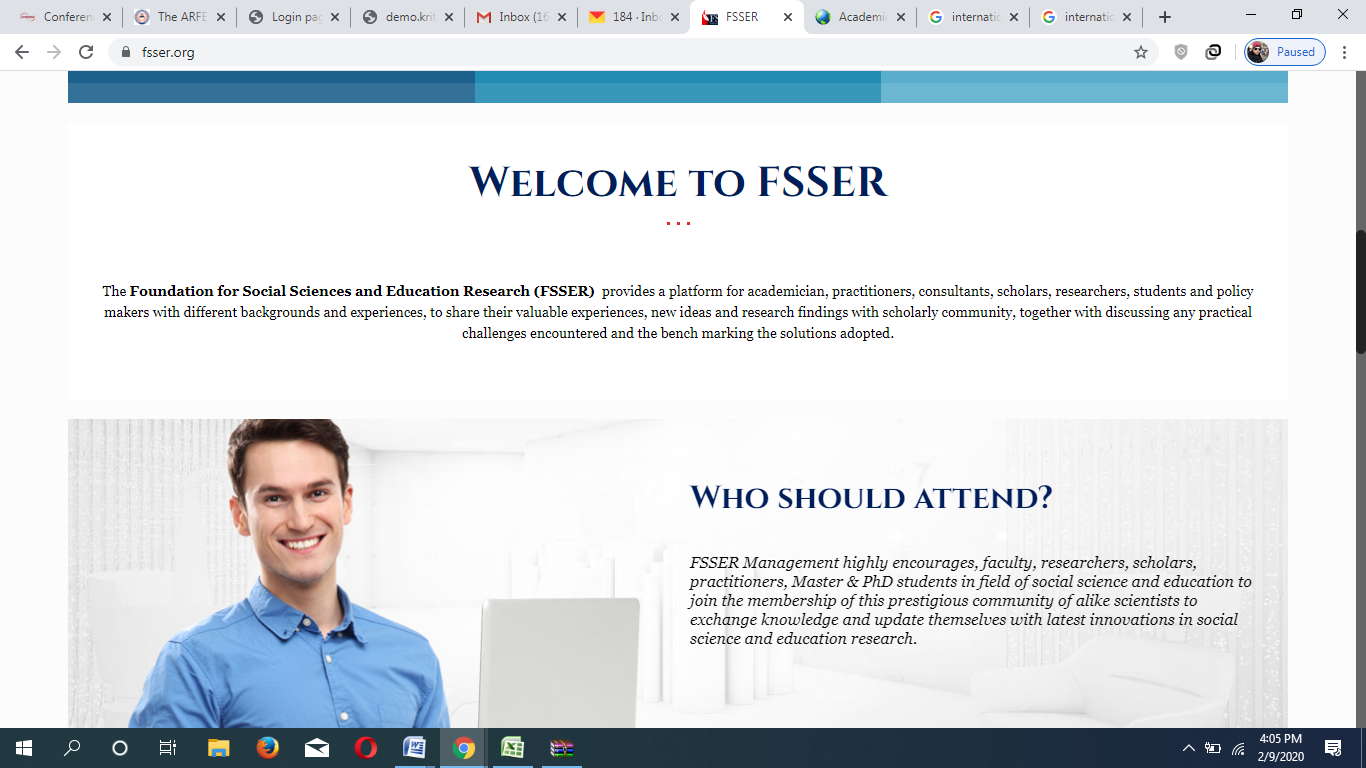 Conferen
The ARFE
Login pag
demo.krit
Inbox (16
184 · Inbo
FSSER
Academi
internatio
internatio
fsser.org
Paused
WELCOME TO FSSER
The Foundation for Social Sciences and Education Research (FSSER) provides a platform for academician, practitioners, consultants, scholars, researchers, students and policy
makers with different backgrounds and experiences, to share their valuable experiences, new ideas and research findings with scholarly community, together with discussing any practical
challenges encountered and the bench marking the solutions adopted.
WHO SHOULD ATTEND?
FSSER Management highly encourages, faculty, researchers, scholars,
practitioners, Master & PhD students in field of social science and education to
join the membership of this prestigious community of alike scientists to
exchange knowledge and update themselves with latest innovations in social
science and education research.
4:05 PM
2/9/2020